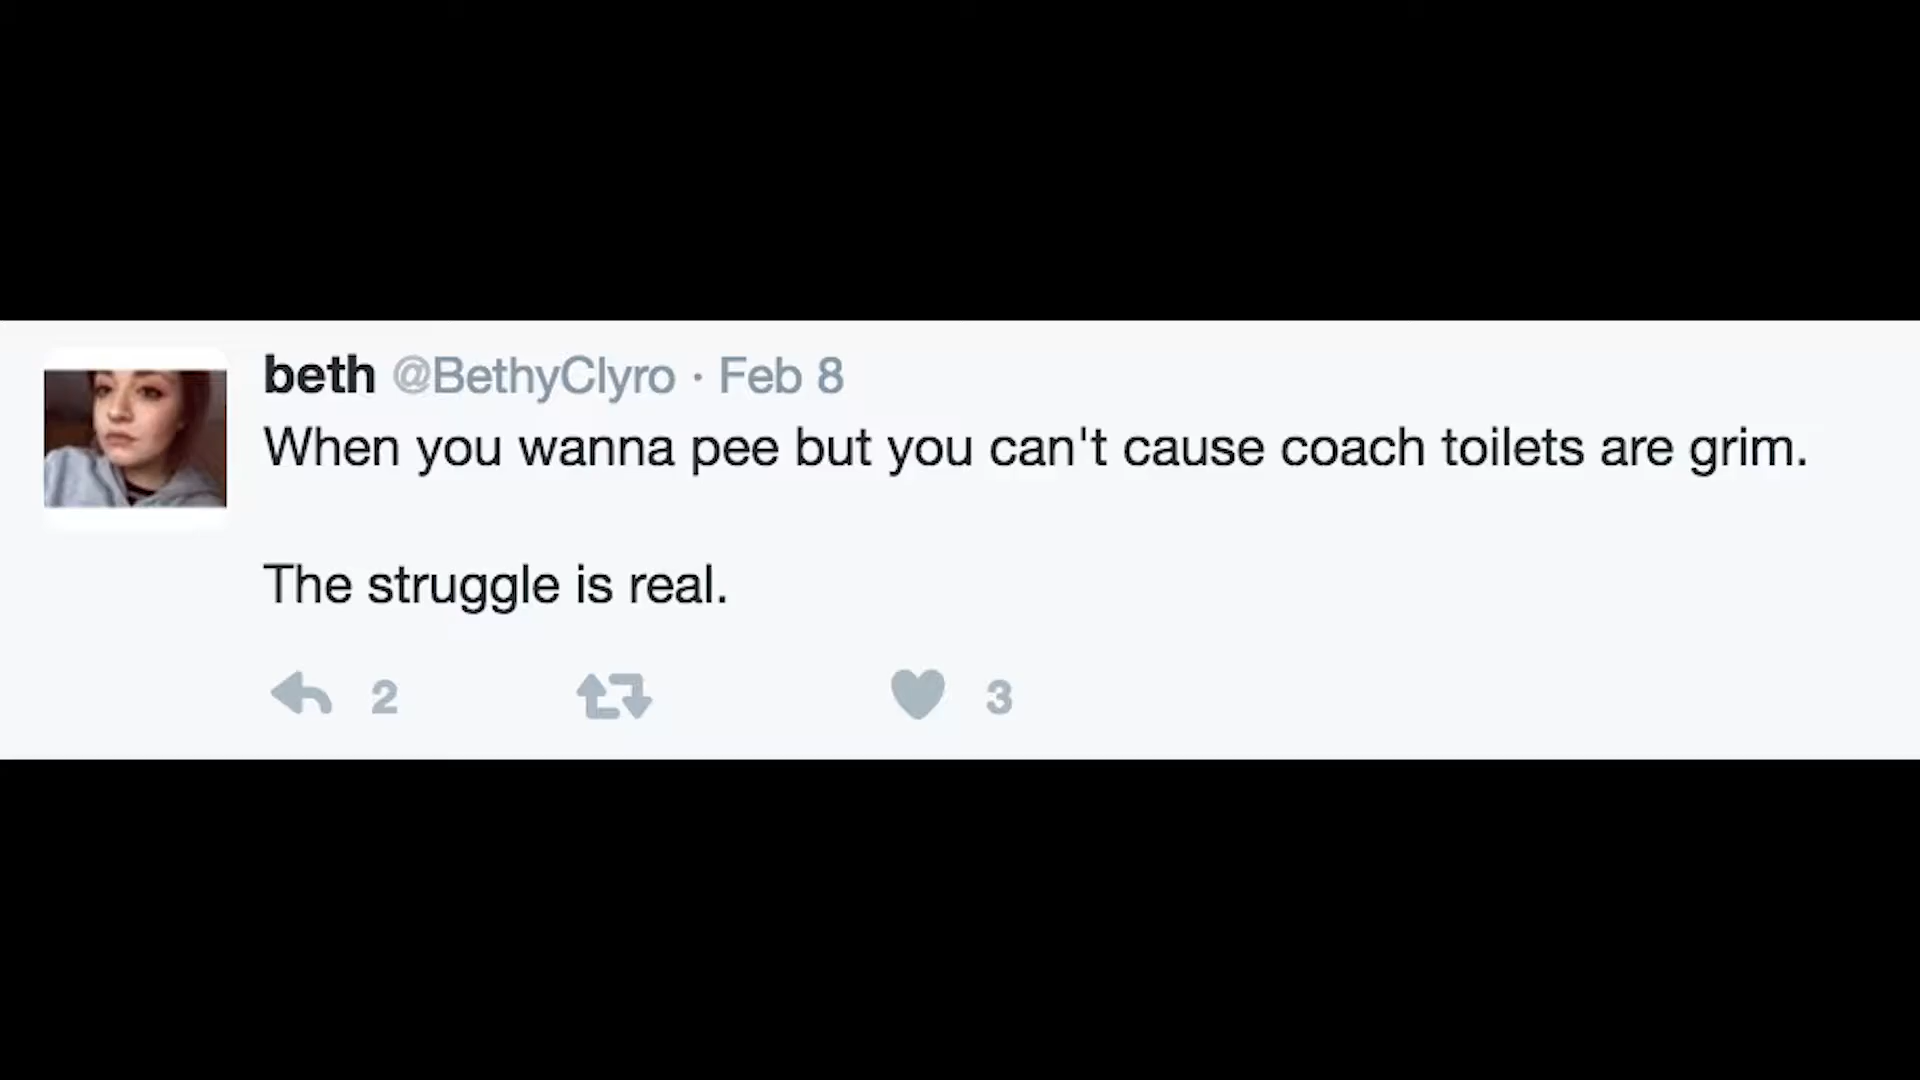 beth @BethyClyro · Feb 8
When you wanna pee but you can't cause coach toilets are grim.
The struggle is real.
2 3